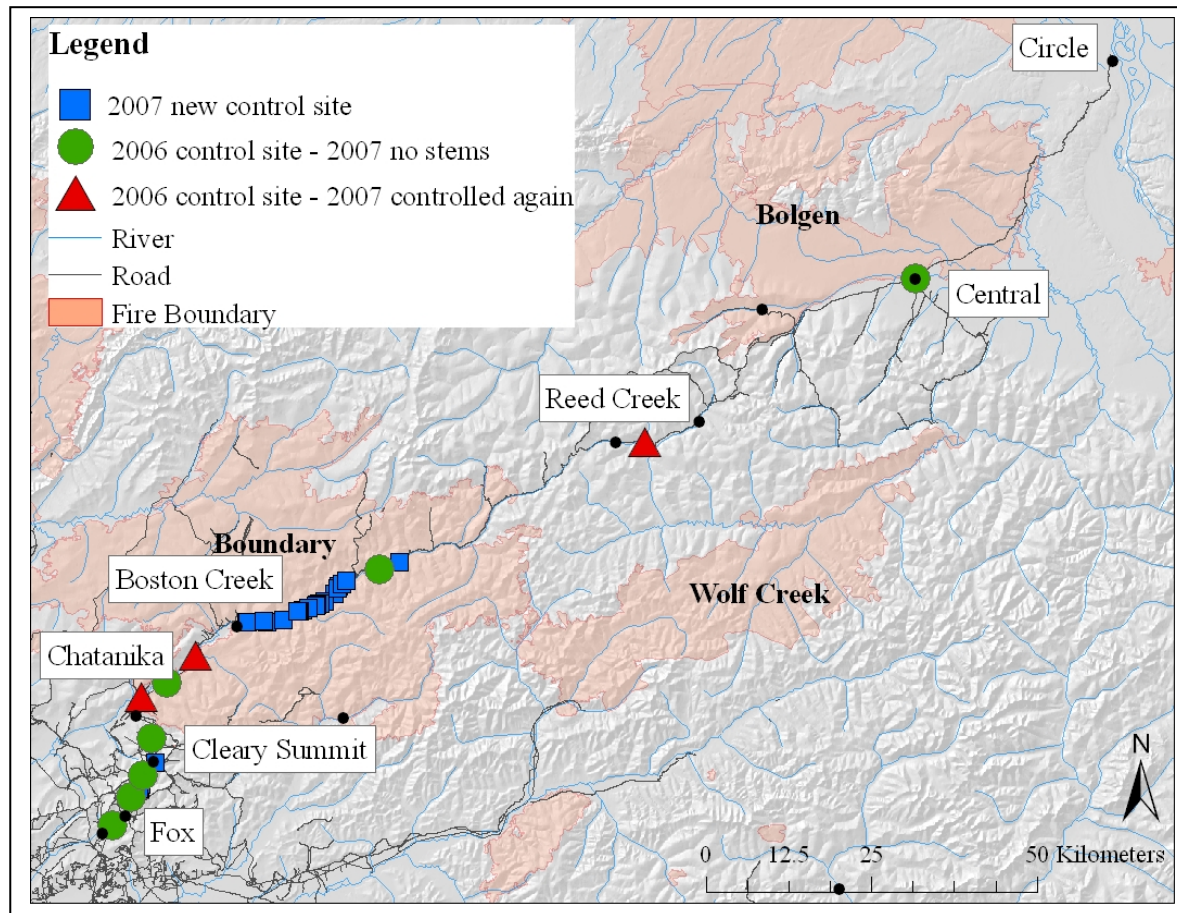 Legend
2007 new control site
2006 control site - 2007 no stems
2006 control site - 2007 controlled again
River
Road
Fire Boundary
Circle
Bolgen
Central
Reed Creek
Boundary
Boston Creek
Wolf Creek
Chatanika
Cleary Summit
Fox
N
0 12.5 25 50 Kilometers